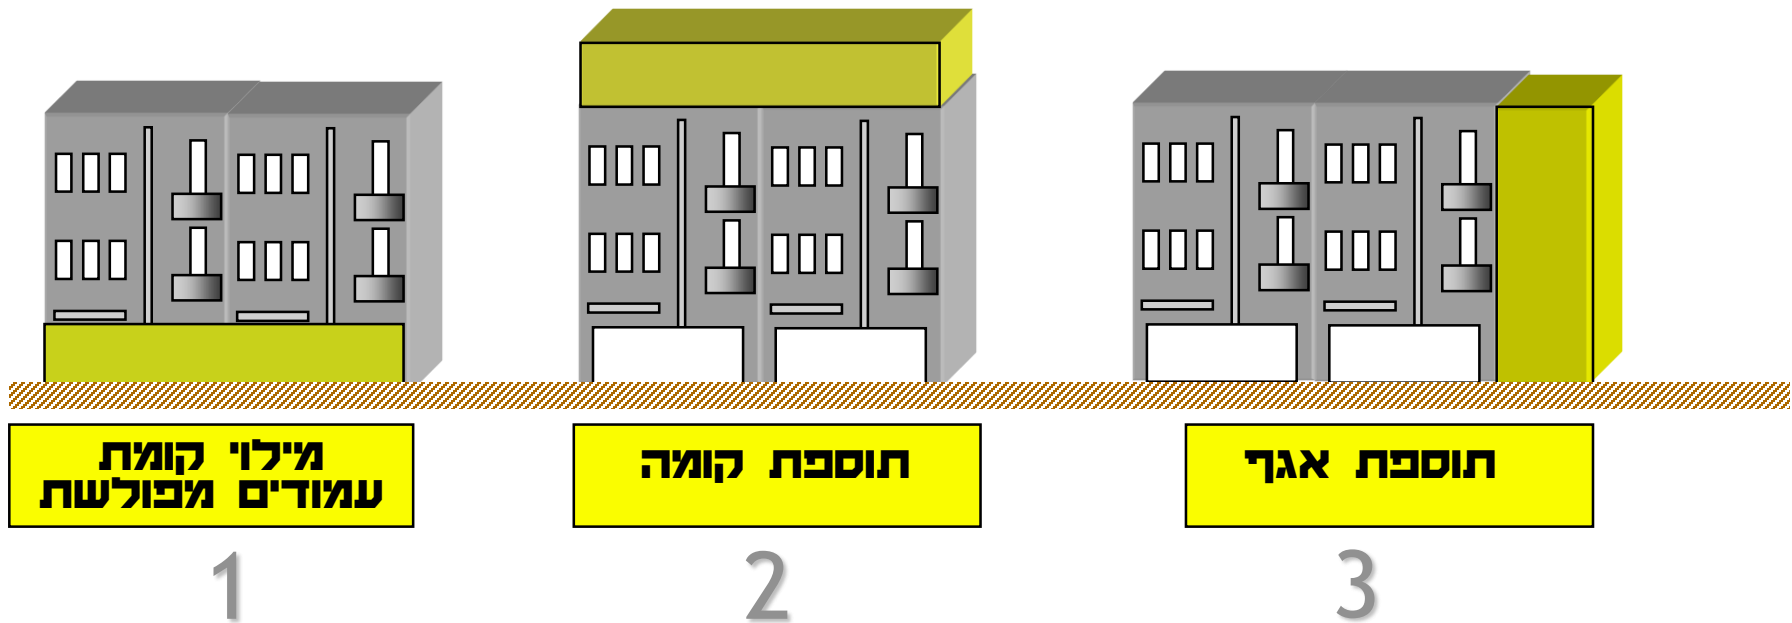 מילוי קומת
עמודים מפולשת
תוספת קומה
תוספת אגף
1
2
3